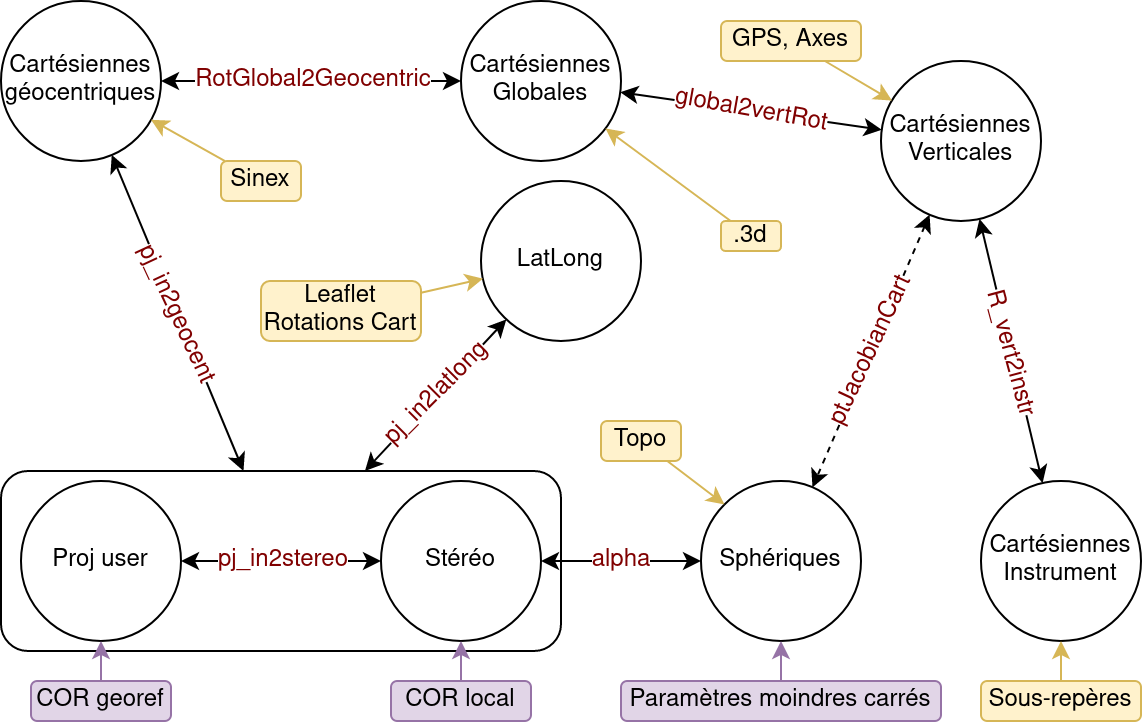 Cartésiennes
géocentriques
RotGlobal2Geocentric
Cartésiennes
Globales
global2vertRot
GPS, Axes
Cartésiennes
Verticales
Sinex
.3d
LatLong
Leaflet
Rotations Cart
pj_in2geocent
pj_in2latlong
ptJacobianCart
R_vert2instr
Topo
Proj user
pj_in2stereo
Stéréo
alpha
Sphériques
Cartésiennes
Instrument
COR georef
COR local
Paramètres moindres carrés
Sous-repères